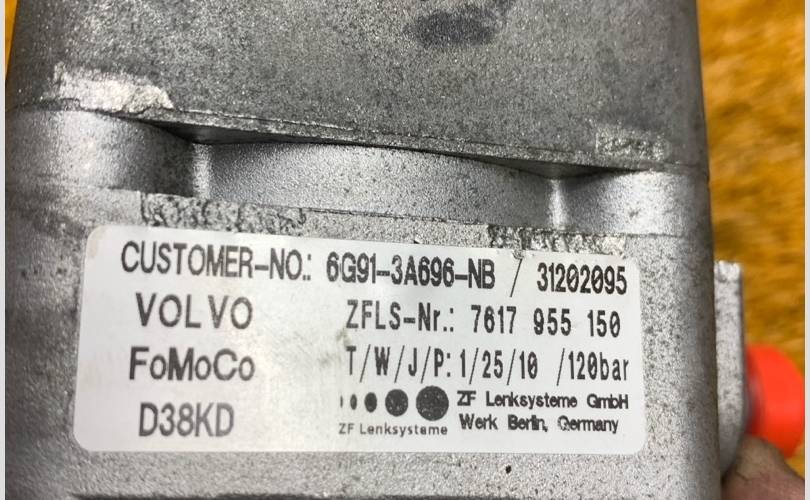 CUSTOMER-NO.: 6G91-3A696-NB / 31202095
VOLVO ZFLS-Nr.: 7617 955 150
FoMoCo T/W/J/P: 1/25/10 /120bar
D38KD ZF Lenksysteme ZF Lenksysteme GmbH
Werk Berlin, Germany